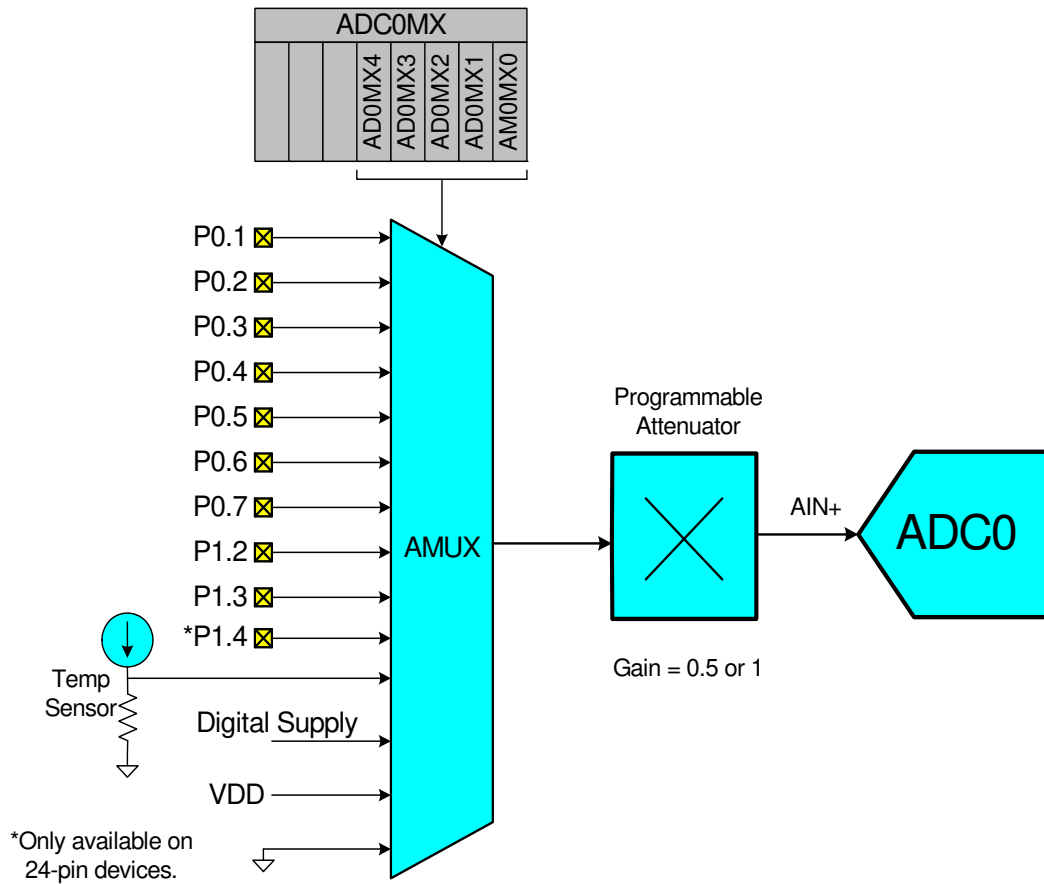 ADC0MX
AD0MX4
AD0MX3
AD0MX2
AD0MX1
AM0MX0
P0.1
P0.2
P0.3
P0.4
P0.5
P0.6
P0.7
P1.2
P1.3
*P1.4
AMUX
Programmable
Attenuator
AIN+
ADC0
Gain = 0.5 or 1
Temp
Sensor
Digital Supply
VDD
*Only available on
24-pin devices.